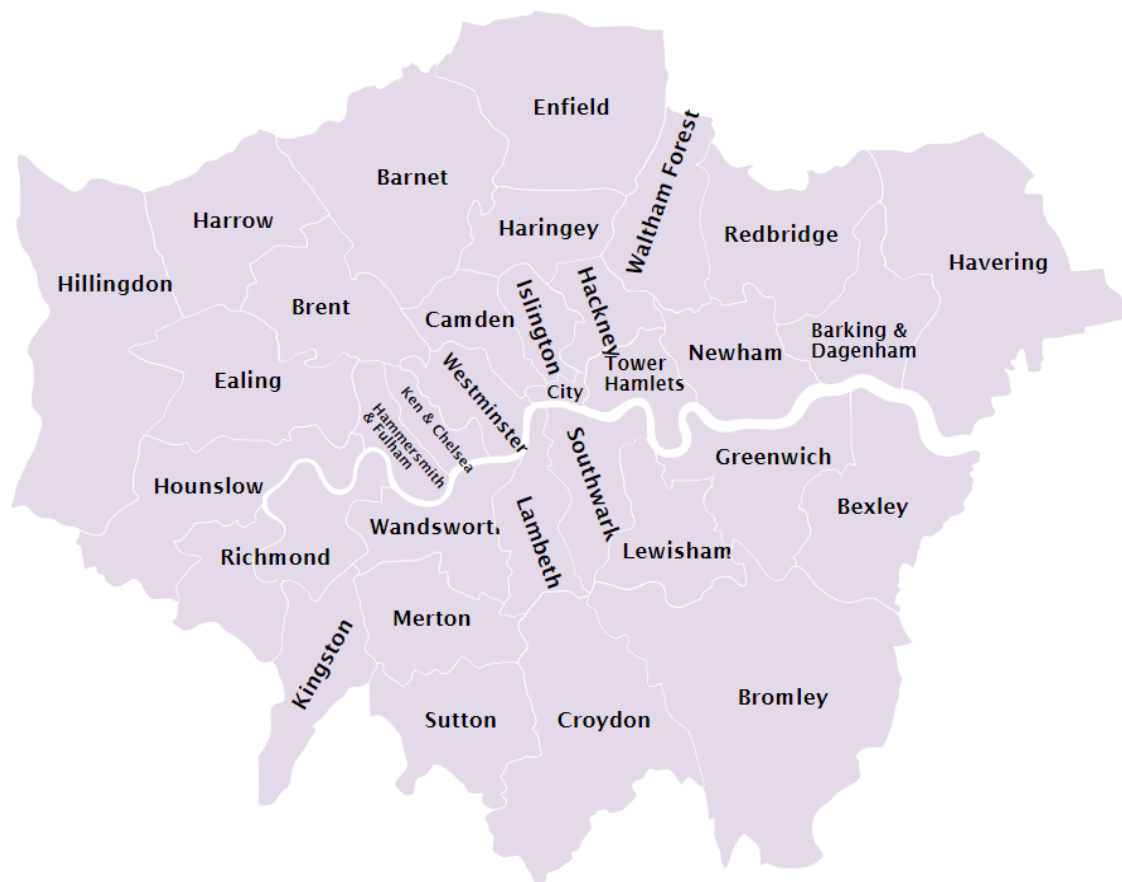 Enfield
Barnet
Waltham Forest
Harrow
Haringey
Redbridge
Havering
Hillingdon
Brent
Camden
Islington
Hackney
Newham
Barking &
Dagenham
Ealing
Westminster
Tower
Hamlets
City
Ken & Chelsea
Hammersmith
& Fulham
Southwark
Greenwich
Hounslow
Bexley
Wandsworth
Lambeth
Lewisham
Richmond
Merton
Kingston
Bromley
Sutton
Croydon